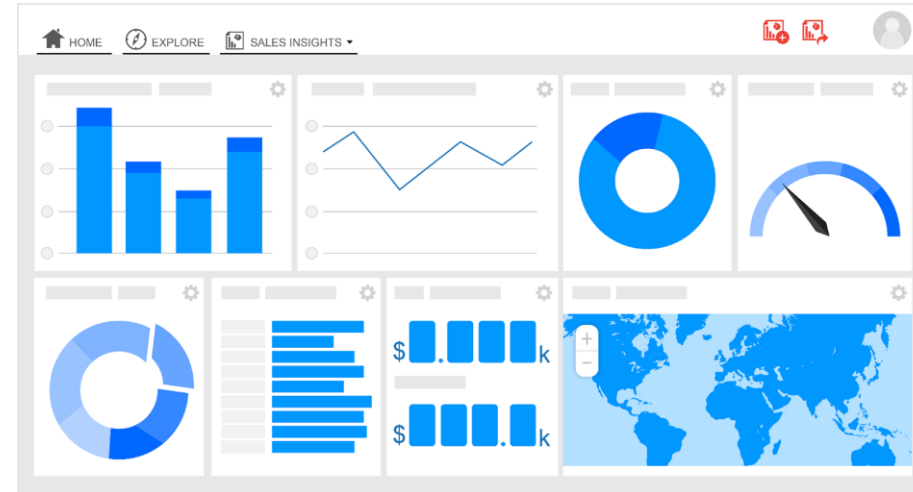 HOME EXPLORE SALES INSIGHTS
+
−
$ . k
$ . k